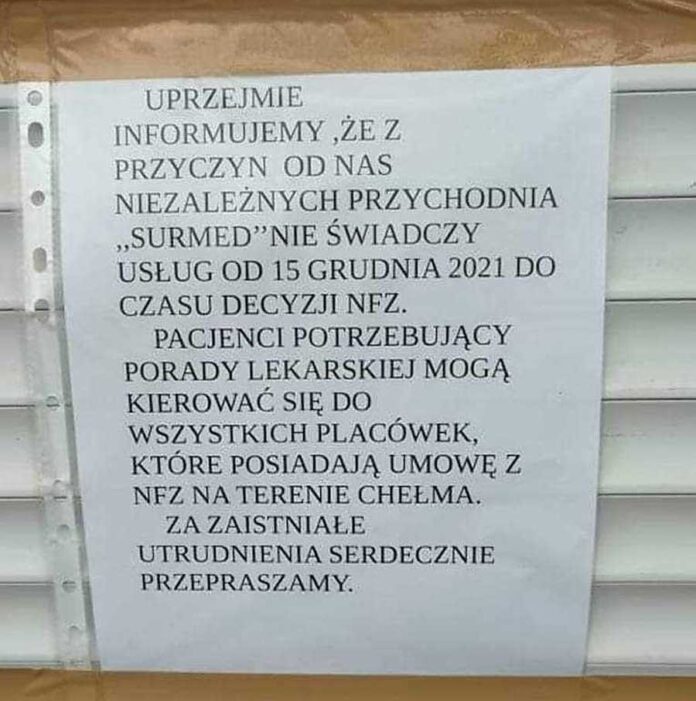 UPRZEJMIE
INFORMUJEMY ,ŻE Z
PRZYCZYN OD NAS
NIEZALEŻNYCH PRZYCHODNIA
,,SURMED”NIE ŚWIADCZY
USŁUG OD 15 GRUDNIA 2021 DO
CZASU DECYZJI NFZ.
PACJENCI POTRZEBUJĄCY
PORADY LEKARSKIEJ MOGĄ
KIEROWAĆ SIĘ DO
WSZYSTKICH PLACÓWEK,
KTÓRE POSIADAJĄ UMOWĘ Z
NFZ NA TERENIE CHEŁMA.
ZA ZAISTNIAŁE
UTRUDNIENIA SERDECZNIE
PRZEPRASZAMY.